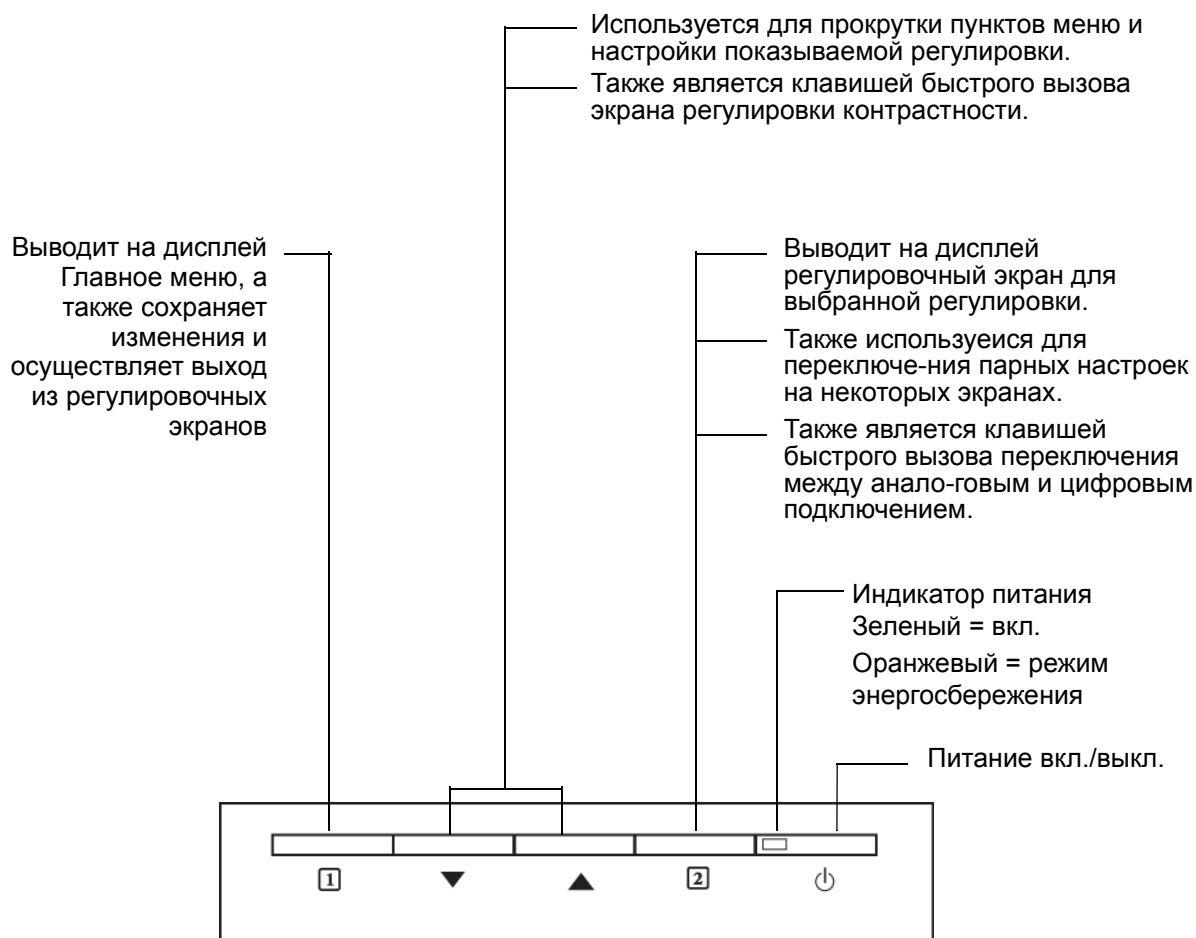 Используется для прокрутки пунктов меню и
настройки показываемой регулировки.
Также является клавишей быстрого вызова
экрана регулировки контрастности.
Выводит на дисплей
Главное меню, а
также сохраняет
изменения и
осуществляет выход
из регулировочных
экранов
Выводит на дисплей
регулировочный экран для
выбранной регулировки.
Также используеися для
переключе-ния парных настроек
на некоторых экранах.
Также является клавишей
быстрого вызова переключения
между анало-говым и цифровым
подключением.
Индикатор питания
Зеленый = вкл.
Оранжевый = режим
энергосбережения
Питание вкл./выкл.
1 ▼ ▲ 2 ⏻